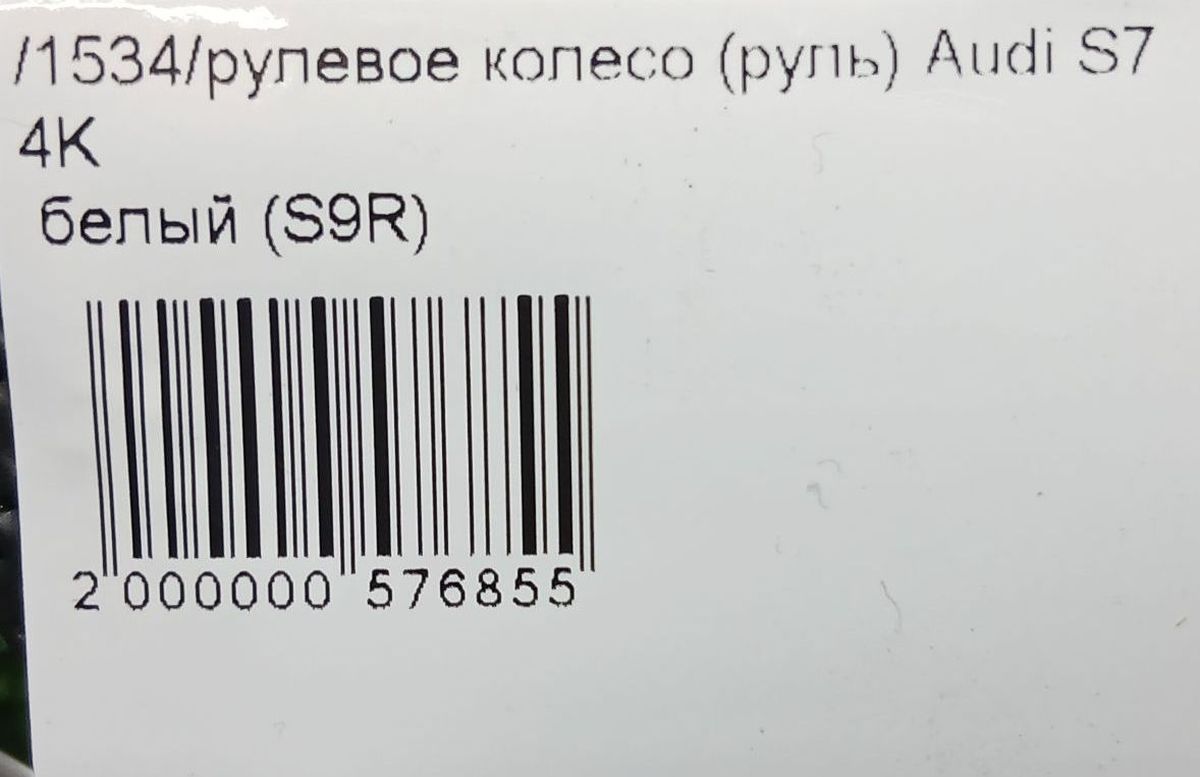 /1534/рулевое колесо (руль) Audi S7
4K
белый (S9R)
2 000000 576855